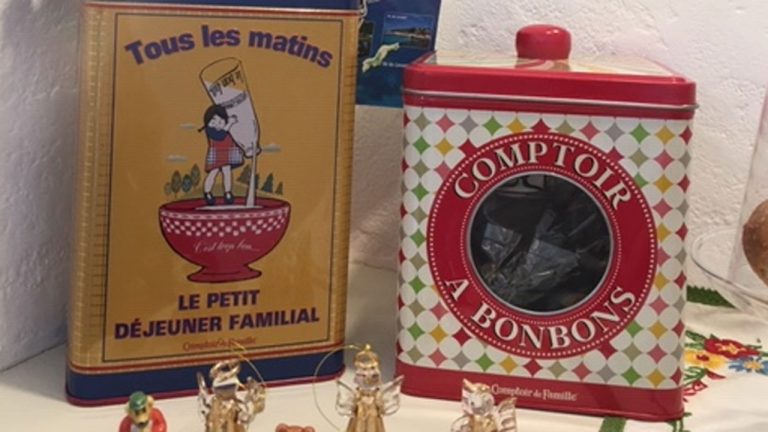 Tous les matins
C'est trop bon...
LE PETIT
DÉJEUNER FAMILIAL
Comptoir de Famille
COMPTOIR
A BONBONS
Comptoir de Famille